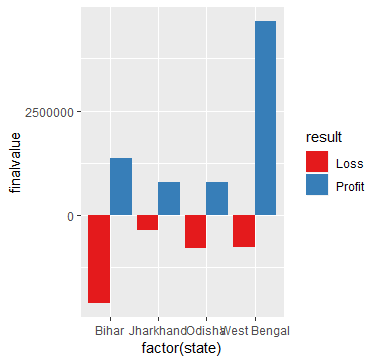 finalvalue
2500000
0
Bihar Jharkhand Odisha West Bengal
factor(state)
result
Loss
Profit